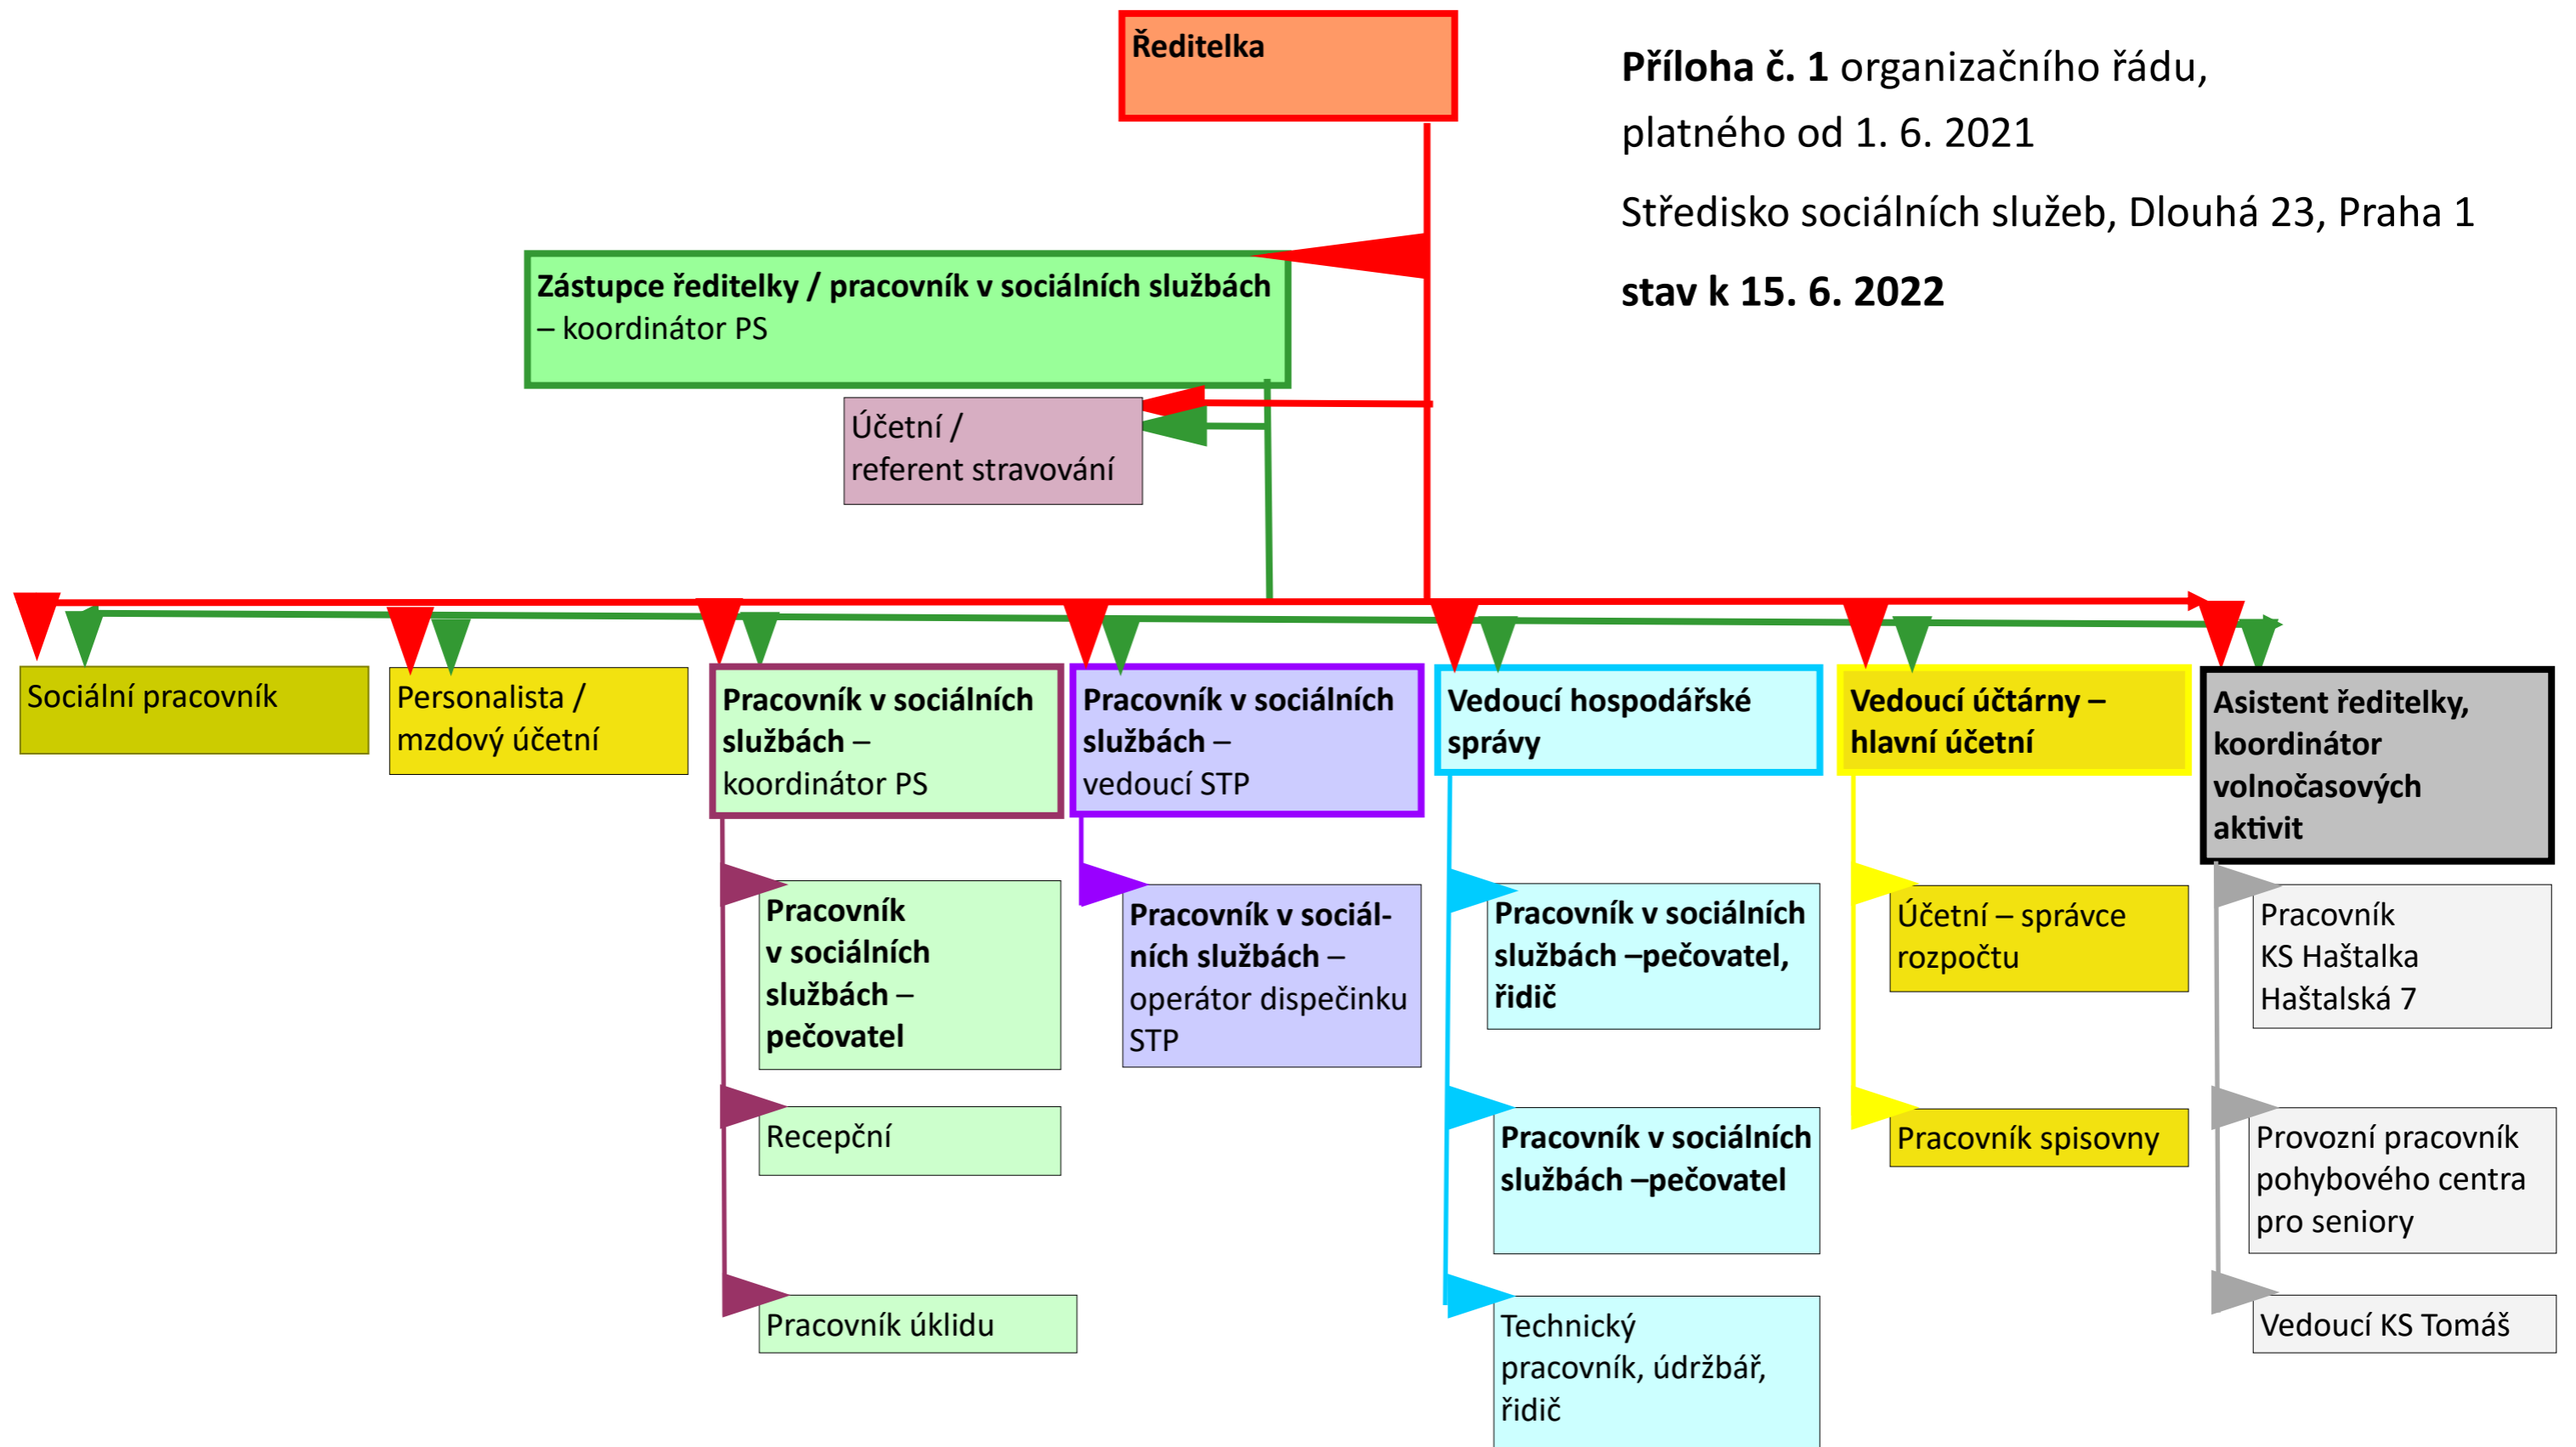 Ředitelka
Příloha č. 1 organizačního řádu,
platného od 1. 6. 2021
Středisko sociálních služeb, Dlouhá 23, Praha 1
stav k 15. 6. 2022
Zástupce ředitelky / pracovník v sociálních službách
– koordinátor PS
Účetní /
referent stravování
Sociální pracovník
Personalista /
mzdový účetní
Pracovník v sociálních
službách –
koordinátor PS
Pracovník v sociálních
službách –
vedoucí STP
Vedoucí hospodářské
správy
Vedoucí účtárny –
hlavní účetní
Asistent ředitelky,
koordinátor
volnočasových
aktivit
Pracovník
v sociálních
službách –
pečovatel
Recepční
Pracovník úklidu
Pracovník v sociál-
ních službách –
operátor dispečinku
STP
Pracovník v sociálních
službách –pečovatel,
řidič
Pracovník v sociálních
službách –pečovatel
Technický
pracovník, údržbář,
řidič
Účetní – správce
rozpočtu
Pracovník spisovny
Pracovník
KS Haštalka
Haštalská 7
Provozní pracovník
pohybového centra
pro seniory
Vedoucí KS Tomáš